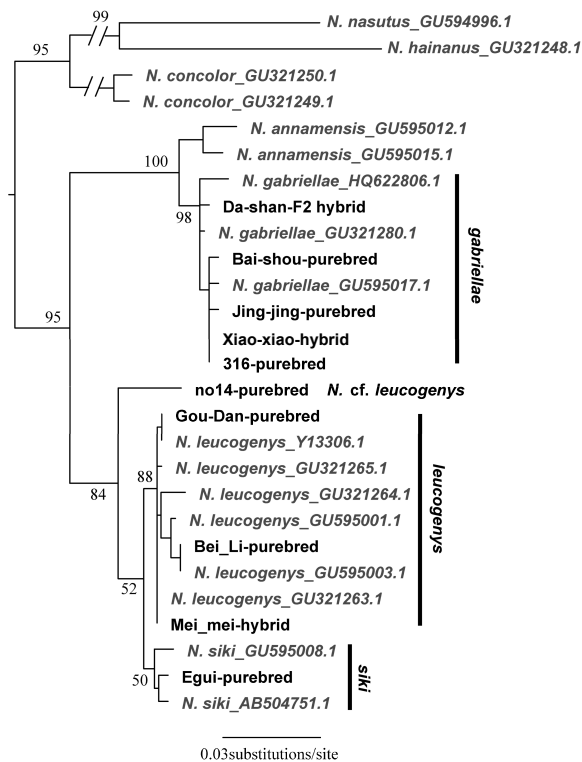 99
N. nasutus_GU594996.1
N. hainanus_GU321248.1
95
N. concolor_GU321250.1
N. concolor_GU321249.1
N. annamensis_GU595012.1
100
N. annamensis_GU595015.1
N. gabriellae_HQ622806.1
98
Da-shan-F2 hybrid
N. gabriellae_GU321280.1
gabriellae
Bai-shou-purebred
N. gabriellae_GU595017.1
Jing-jing-purebred
95
Xiao-xiao-hybrid
316-purebred
no14-purebred N. cf. leucogenys
Gou-Dan-purebred
N. leucogenys_Y13306.1
N. leucogenys_GU321265.1
88
84
N. leucogenys_GU321264.1
leucogenys
N. leucogenys_GU595001.1
Bei_Li-purebred
N. leucogenys_GU595003.1
52
N. leucogenys_GU321263.1
Mei_mei-hybrid
N. siki_GU595008.1
50
Egui-purebred
siki
N. siki_AB504751.1
0.03substitutions/site